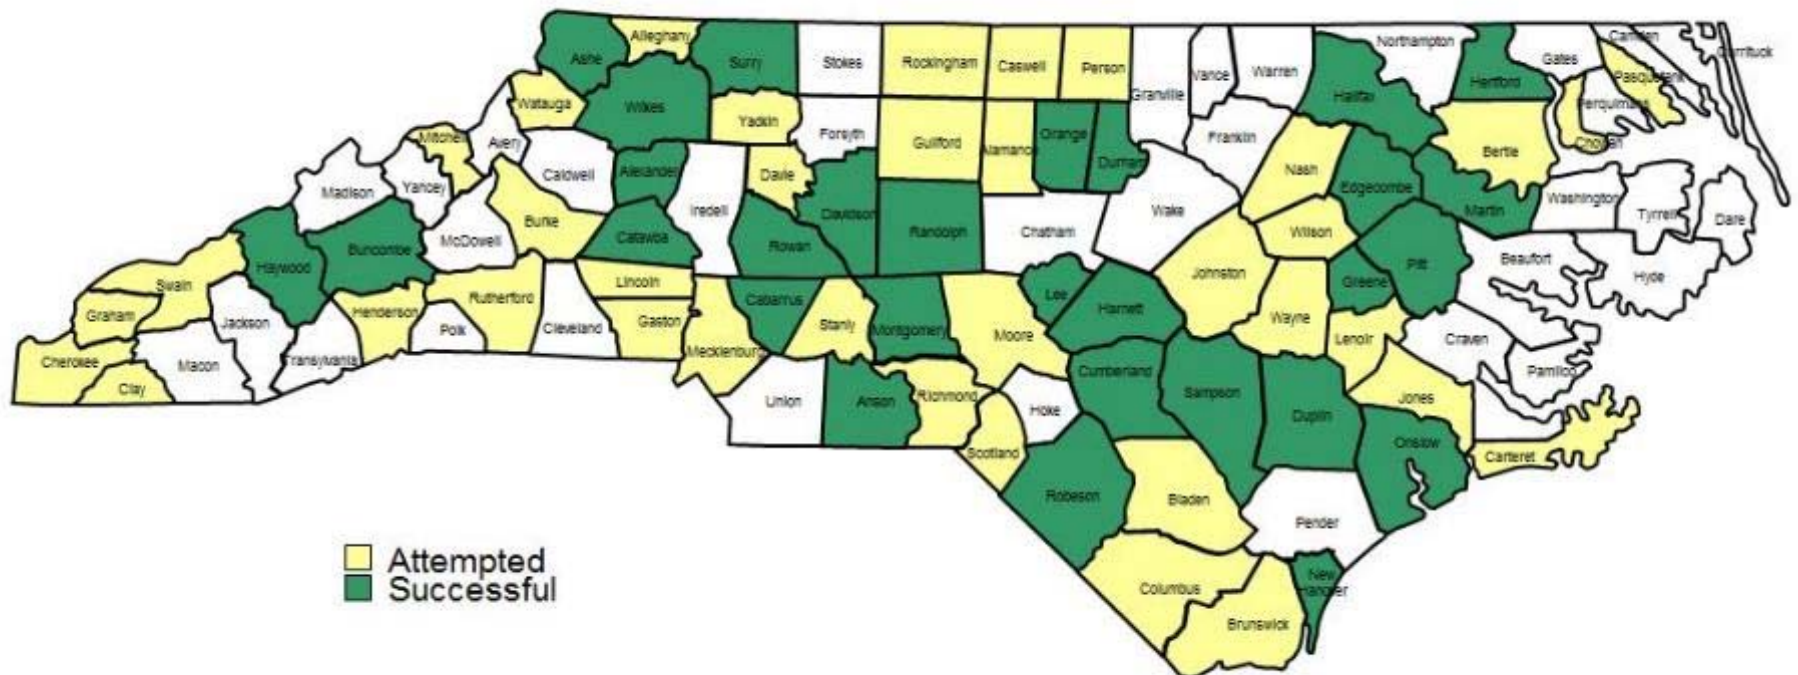 Alleghany
Ashe
Surry
Stokes
Rockingham
Caswell
Person
Granville
Vance
Warren
Northampton
Hertford
Gates
Camden
Currituck
Pasquotank
Perquimans
Chowan
Halifax
Bertie
Watauga
Wilkes
Yadkin
Forsyth
Guilford
Alamance
Orange
Durham
Franklin
Nash
Edgecombe
Martin
Washington
Tyrrell
Dare
Mitchell
Avery
Caldwell
Alexander
Iredell
Davie
Davidson
Randolph
Chatham
Wake
Wilson
Pitt
Beaufort
Hyde
Madison
Yancey
McDowell
Burke
Catawba
Rowan
Haywood
Buncombe
Swain
Graham
Jackson
Henderson
Rutherford
Polk
Cleveland
Lincoln
Gaston
Cabarrus
Stanly
Montgomery
Moore
Lee
Harnett
Johnston
Wayne
Greene
Lenoir
Craven
Pamlico
Cherokee
Clay
Macon
Transylvania
Mecklenburg
Union
Anson
Richmond
Hoke
Cumberland
Sampson
Duplin
Jones
Onslow
Carteret
Scotland
Robeson
Bladen
Pender
Columbus
Brunswick
New
Hanover
Attempted
Successful